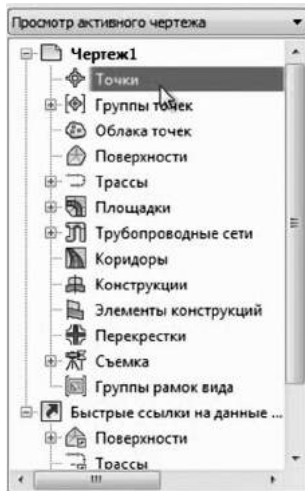 Просмотр активного чертежа
Чертеж1
Точки
Группы точек
Облака точек
Поверхности
Трассы
Площадки
Трубопроводные сети
Коридоры
Конструкции
Элементы конструкций
Перекрестки
Съемка
Группы рамок вида
Быстрые ссылки на данные ...
Поверхности
Трассы